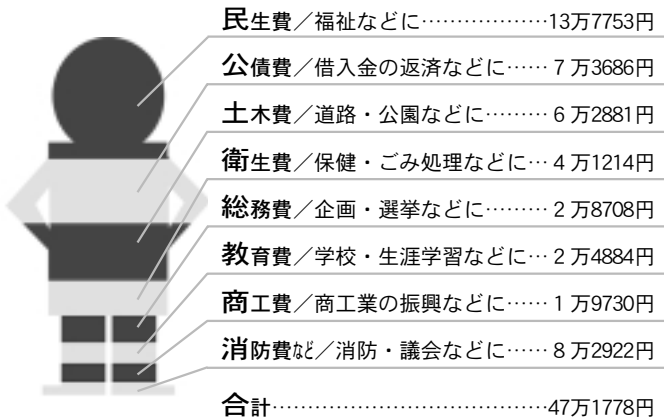 民生費／福祉などに………………13万7753円
公債費／借入金の返済などに……７万3686円
土木費／道路・公園などに………６万2881円
衛生費／保健・ごみ処理などに…４万1214円
総務費／企画・選挙などに………２万8708円
教育費／学校・生涯学習などに…２万4884円
商工費／商工業の振興などに……１万9730円
消防費など／消防・議会などに……８万2922円
合計………………………………47万1778円